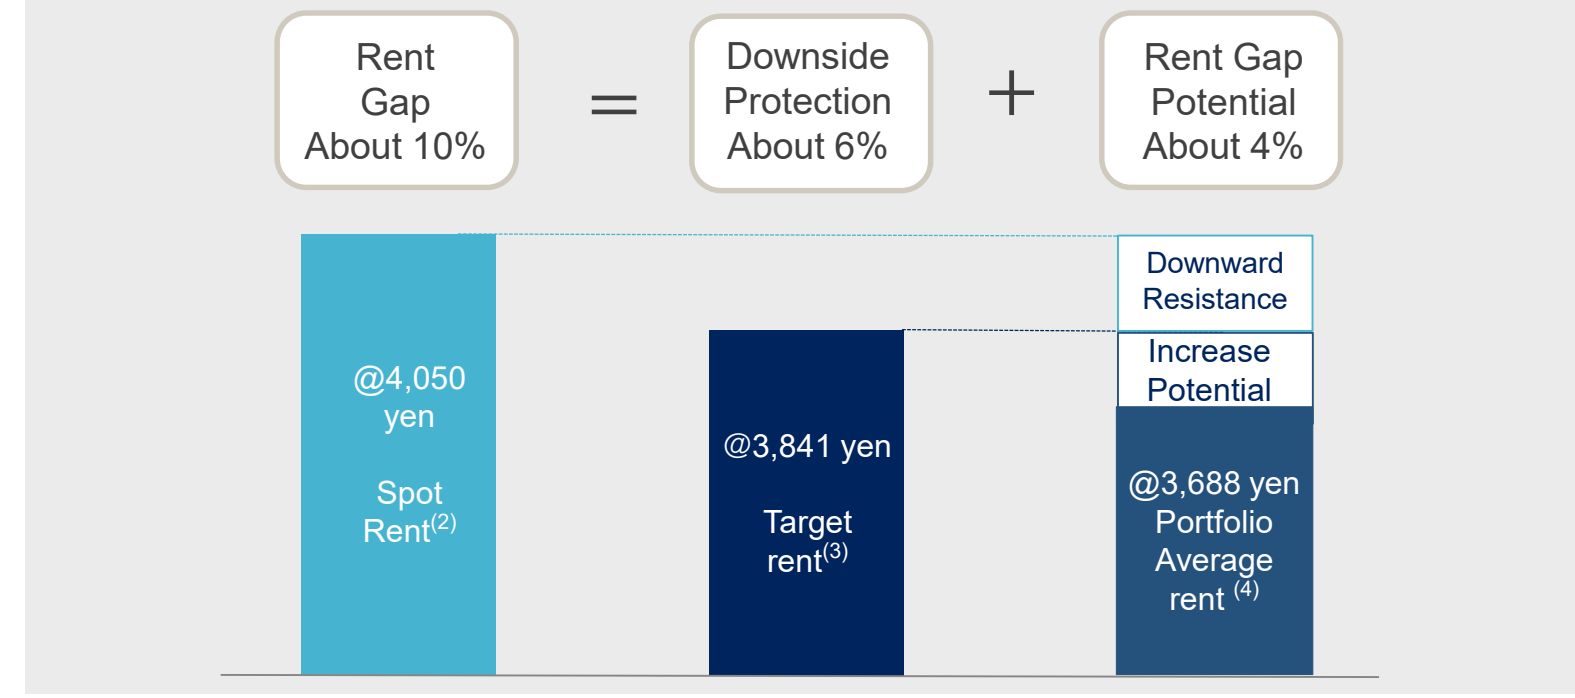 Rent
Gap
About 10%
=
Downside
Protection
About 6%
+
Rent Gap
Potential
About 4%
@4,050
yen
Spot
Rent(2)
@3,841 yen
Target
rent(3)
Downward
Resistance
Increase
Potential
@3,688 yen
Portfolio
Average
rent (4)